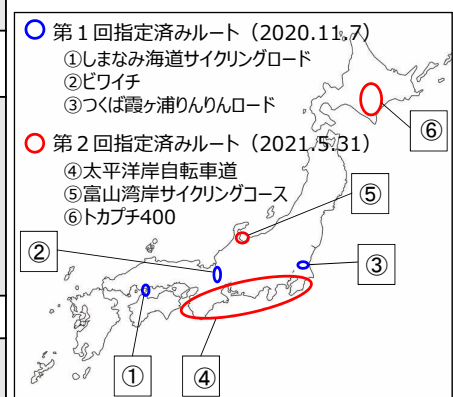 ○ 第１回指定済みルート（2020.11.7）
①しまなみ海道サイクリングロード
②ビワイチ
③つくば霞ヶ浦りんりんロード
○ 第２回指定済みルート（2021.5.31）
④太平洋岸自転車道
⑤富山湾岸サイクリングコース
⑥トカプチ400
⑥
⑤
②
③
①
④